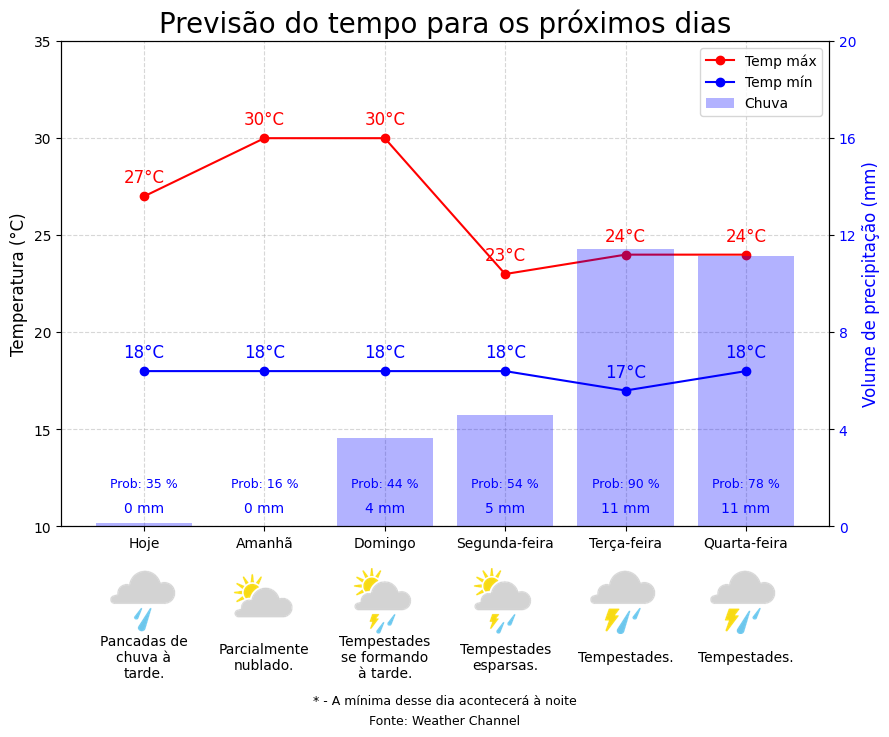 Previsão do tempo para os próximos dias
35
30
25
20
15
10
Temperatura (°C)
20
16
12
8
4
0
Volume de precipitação (mm)
Temp máx
Temp mín
Chuva
27°C
30°C
30°C
23°C
24°C
24°C
18°C
18°C
18°C
18°C
17°C
18°C
Prob: 35 %
Prob: 16 %
Prob: 44 %
Prob: 54 %
Prob: 90 %
Prob: 78 %
0 mm
0 mm
4 mm
5 mm
11 mm
11 mm
Hoje
Amanhã
Domingo
Segunda-feira
Terça-feira
Quarta-feira
Pancadas de
chuva à
tarde.
Parcialmente
nublado.
Tempestades
se formando
à tarde.
Tempestades
esparsas.
Tempestades.
Tempestades.
* - A mínima desse dia acontecerá à noite
Fonte: Weather Channel